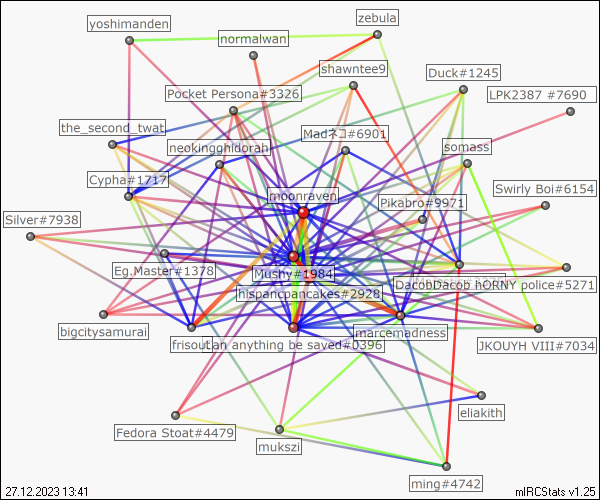 zebula
yoshimanden
normalwan
shawntee9
Duck#1245
Pocket Persona#3326
LPK2387 #7690
the_second_twat
Madネコ#6901
neokingghidorah
somass
Cypha#1717
Swirly Boi#6154
moonraven
Pikabro#9971
Silver#7938
Eg Master#1378
Mushy#1984
DacobDacob hORNY police#5271
hispancpancakes#2928
bigcitysamurai
marcemadness
frisout
an anything be saved#0396
JKOUYH VIII#7034
eliakith
Fedora Stoat#4479
mukszi
ming#4742
27.12.2023 13:41
mIRCStats v1.25